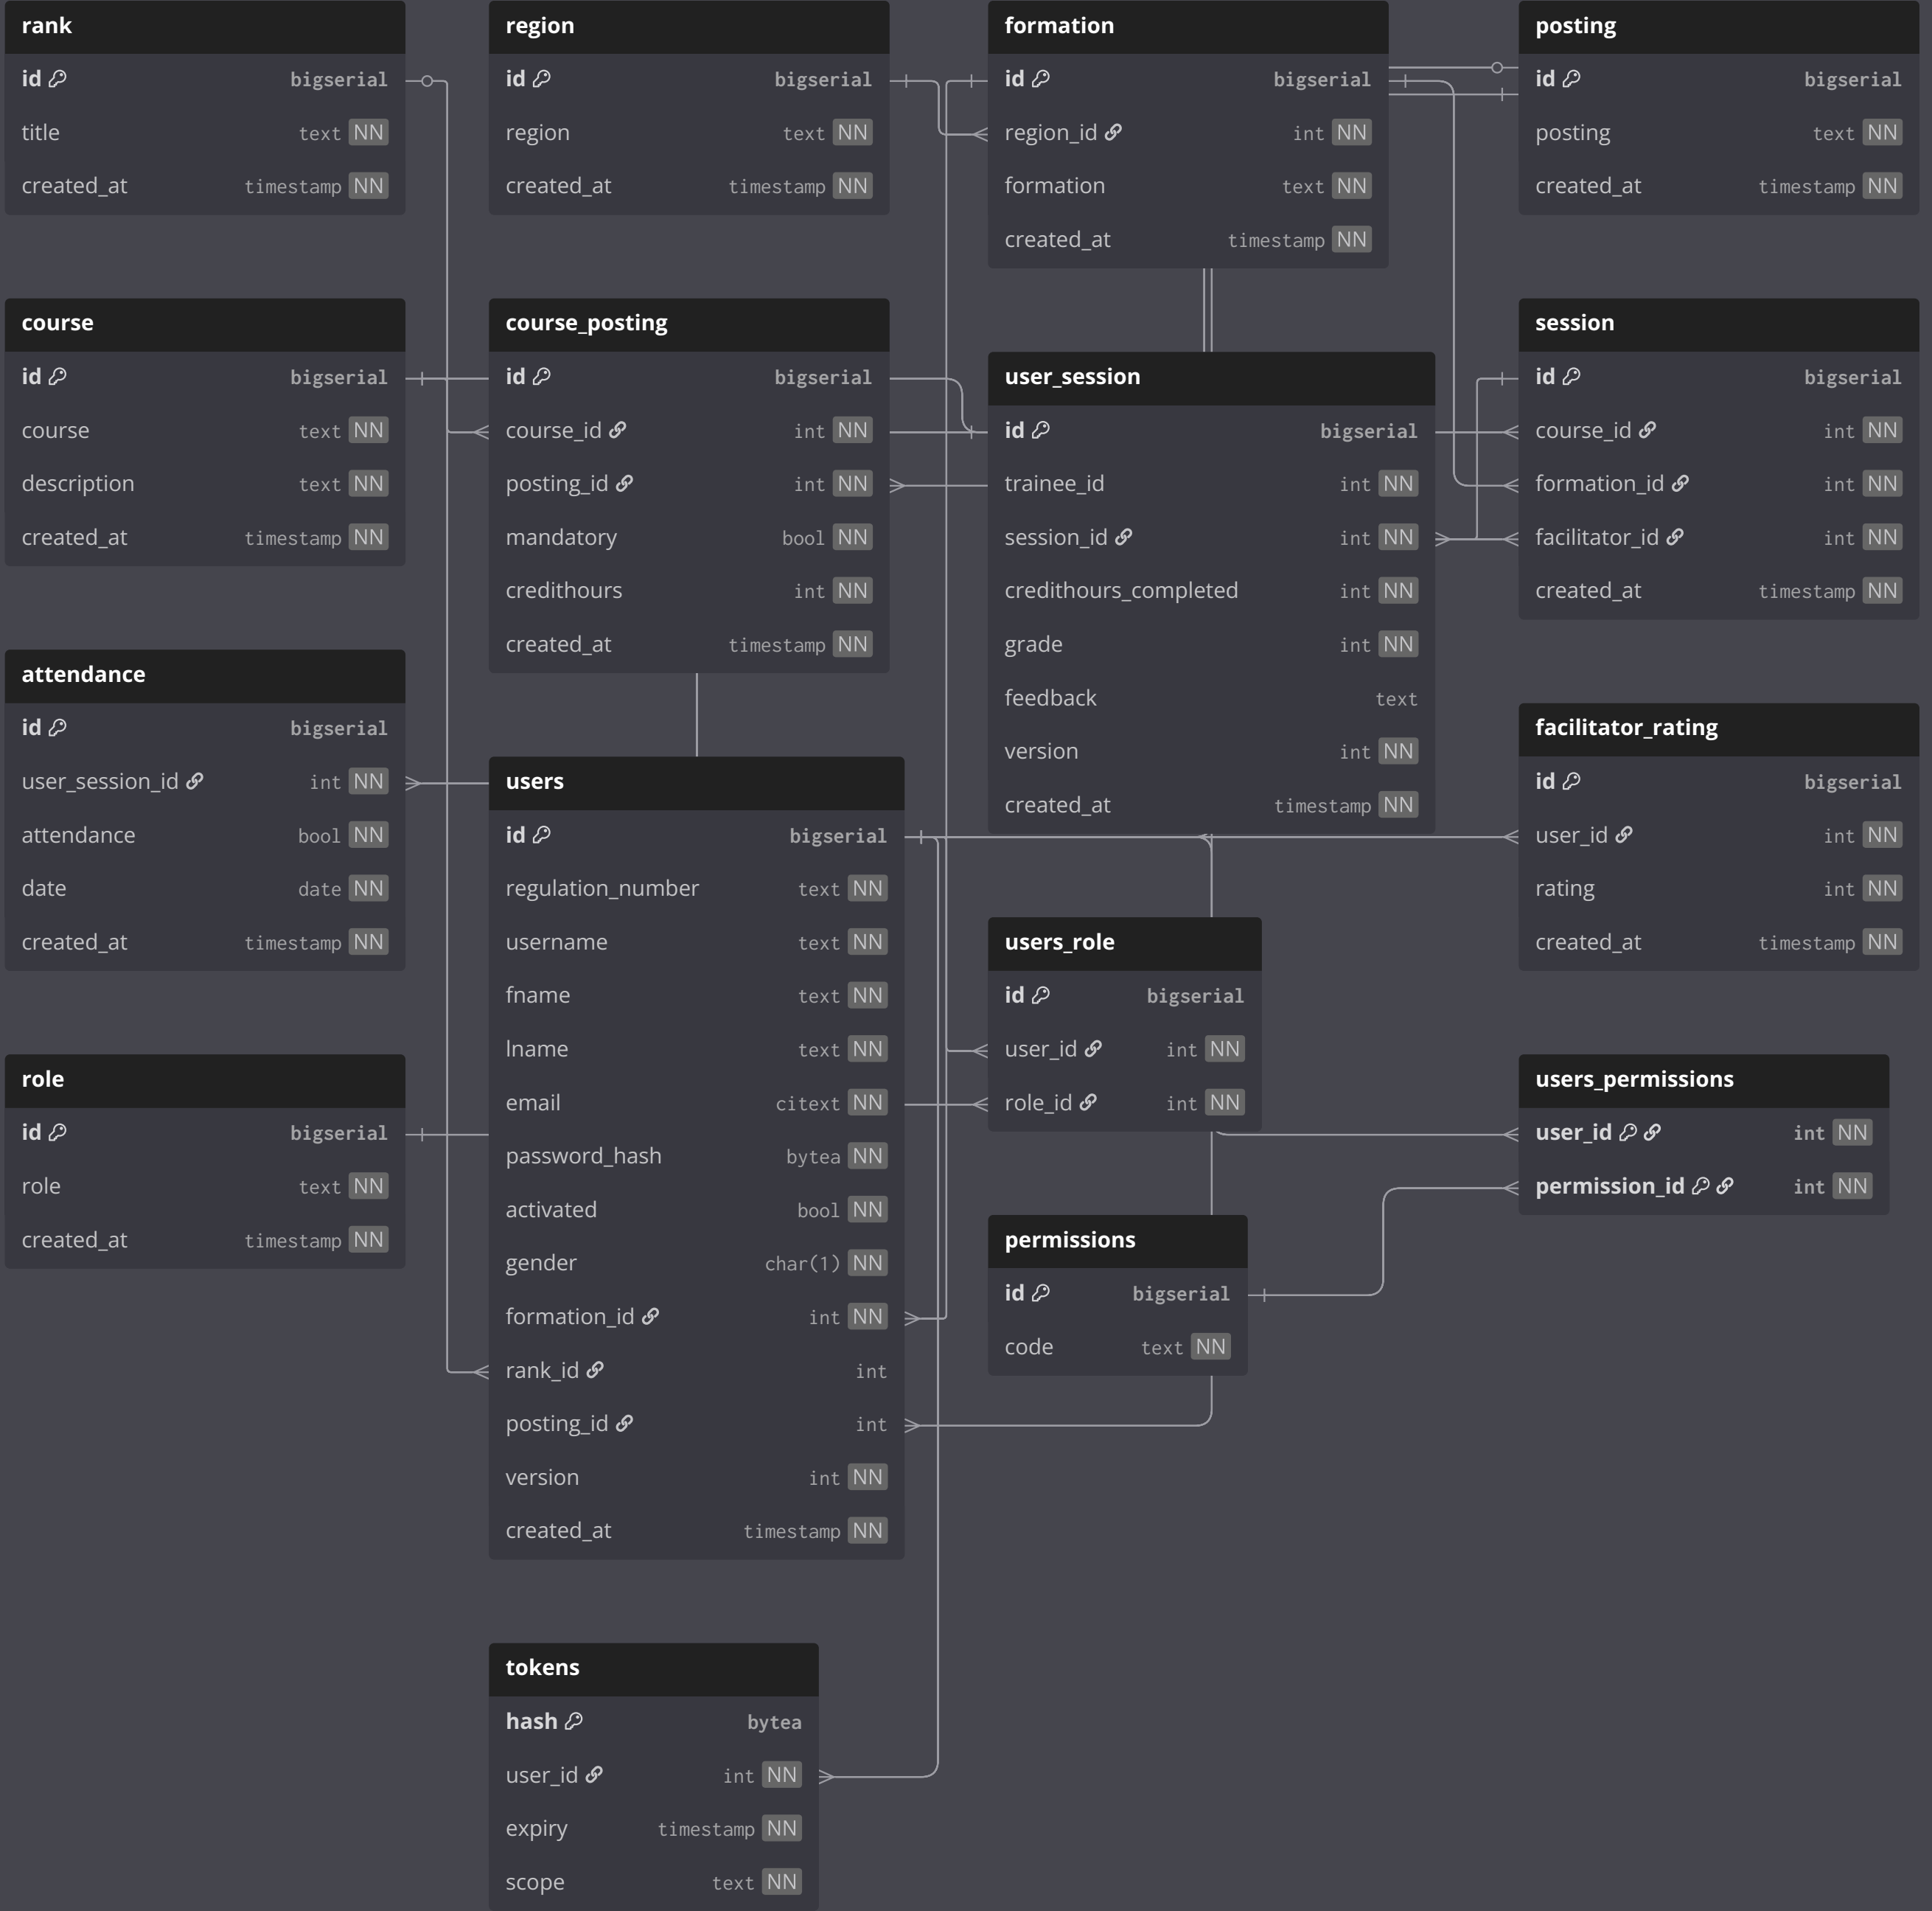 rank
id bigserial
title text NN
created_at timestamp NN
region
id bigserial
region text NN
created_at timestamp NN
formation
id bigserial
region_id int NN
formation text NN
created_at timestamp NN
posting
id bigserial
posting text NN
created_at timestamp NN
course
id bigserial
course text NN
description text NN
created_at timestamp NN
course_posting
id bigserial
course_id int NN
posting_id int NN
mandatory bool NN
credithours int NN
created_at timestamp NN
user_session
id bigserial
trainee_id int NN
session_id int NN
credithours_completed int NN
grade int NN
feedback text
version int NN
created_at timestamp NN
session
id bigserial
course_id int NN
formation_id int NN
facilitator_id int NN
created_at timestamp NN
attendance
id bigserial
user_session_id int NN
attendance bool NN
date date NN
created_at timestamp NN
users
id bigserial
regulation_number text NN
username text NN
fname text NN
lname text NN
email citext NN
password_hash bytea NN
activated bool NN
gender char(1) NN
formation_id int NN
rank_id int
posting_id int
version int NN
created_at timestamp NN
facilitator_rating
id bigserial
user_id int NN
rating int NN
created_at timestamp NN
users_role
id bigserial
user_id int NN
role_id int NN
role
id bigserial
role text NN
created_at timestamp NN
users_permissions
user_id int NN
permission_id int NN
permissions
id bigserial
code text NN
tokens
hash bytea
user_id int NN
expiry timestamp NN
scope text NN